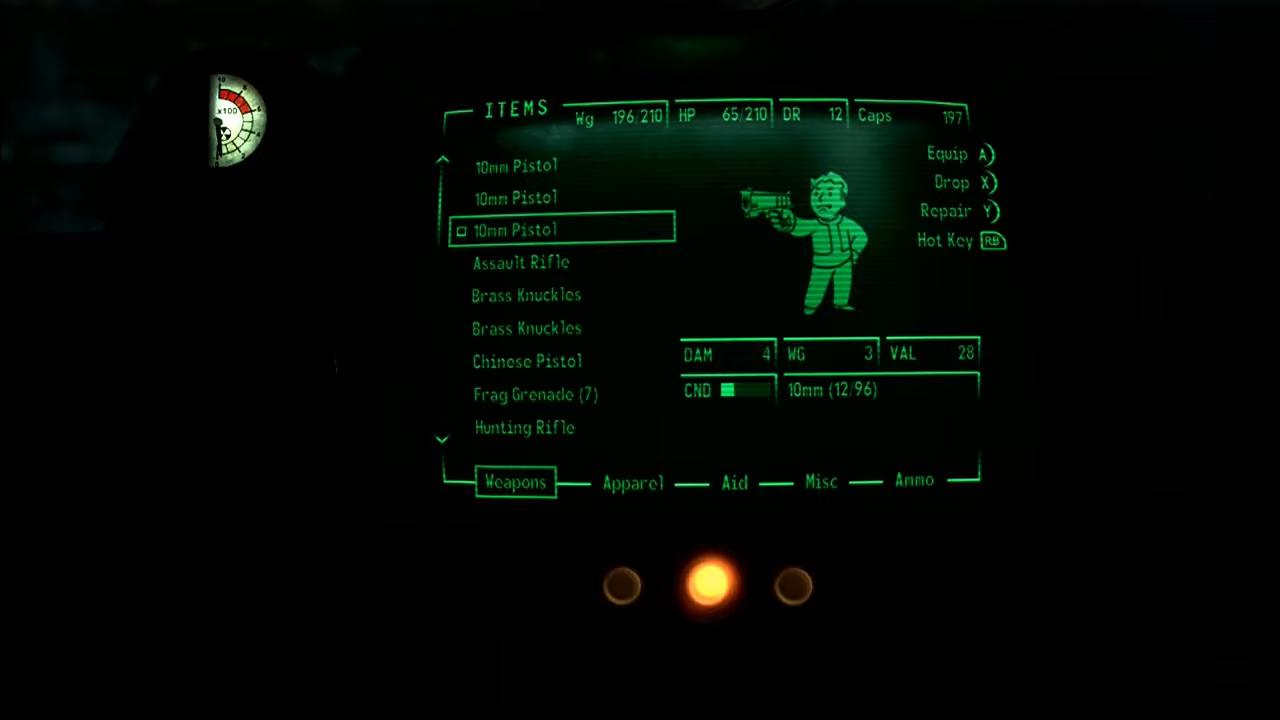 ITEMS Wg 196/210 HP 65/210 DR 12 Caps 197
x100
10mm Pistol
10mm Pistol
10mm Pistol
Assault Rifle
Brass Knuckles
Brass Knuckles
Chinese Pistol
Frag Grenade (7)
Hunting Rifle
Equip A)
Drop X)
Repair Y)
Hot Key RB
DAM 4 WG 3 VAL 28
CND 10mm (12/96)
Weapons Apparel Aid Misc Ammo